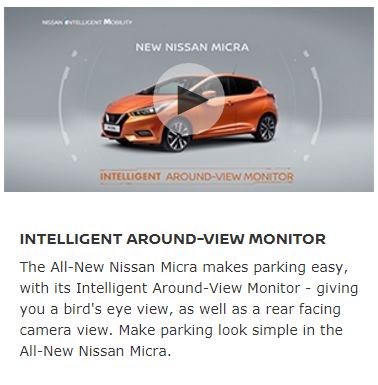 NISSAN INTELLIGENT MOBILITY
NEW NISSAN MICRA
INTELLIGENT AROUND-VIEW MONITOR
INTELLIGENT AROUND-VIEW MONITOR
The All-New Nissan Micra makes parking easy,
with its Intelligent Around-View Monitor - giving
you a bird's eye view, as well as a rear facing
camera view. Make parking look simple in the
All-New Nissan Micra.